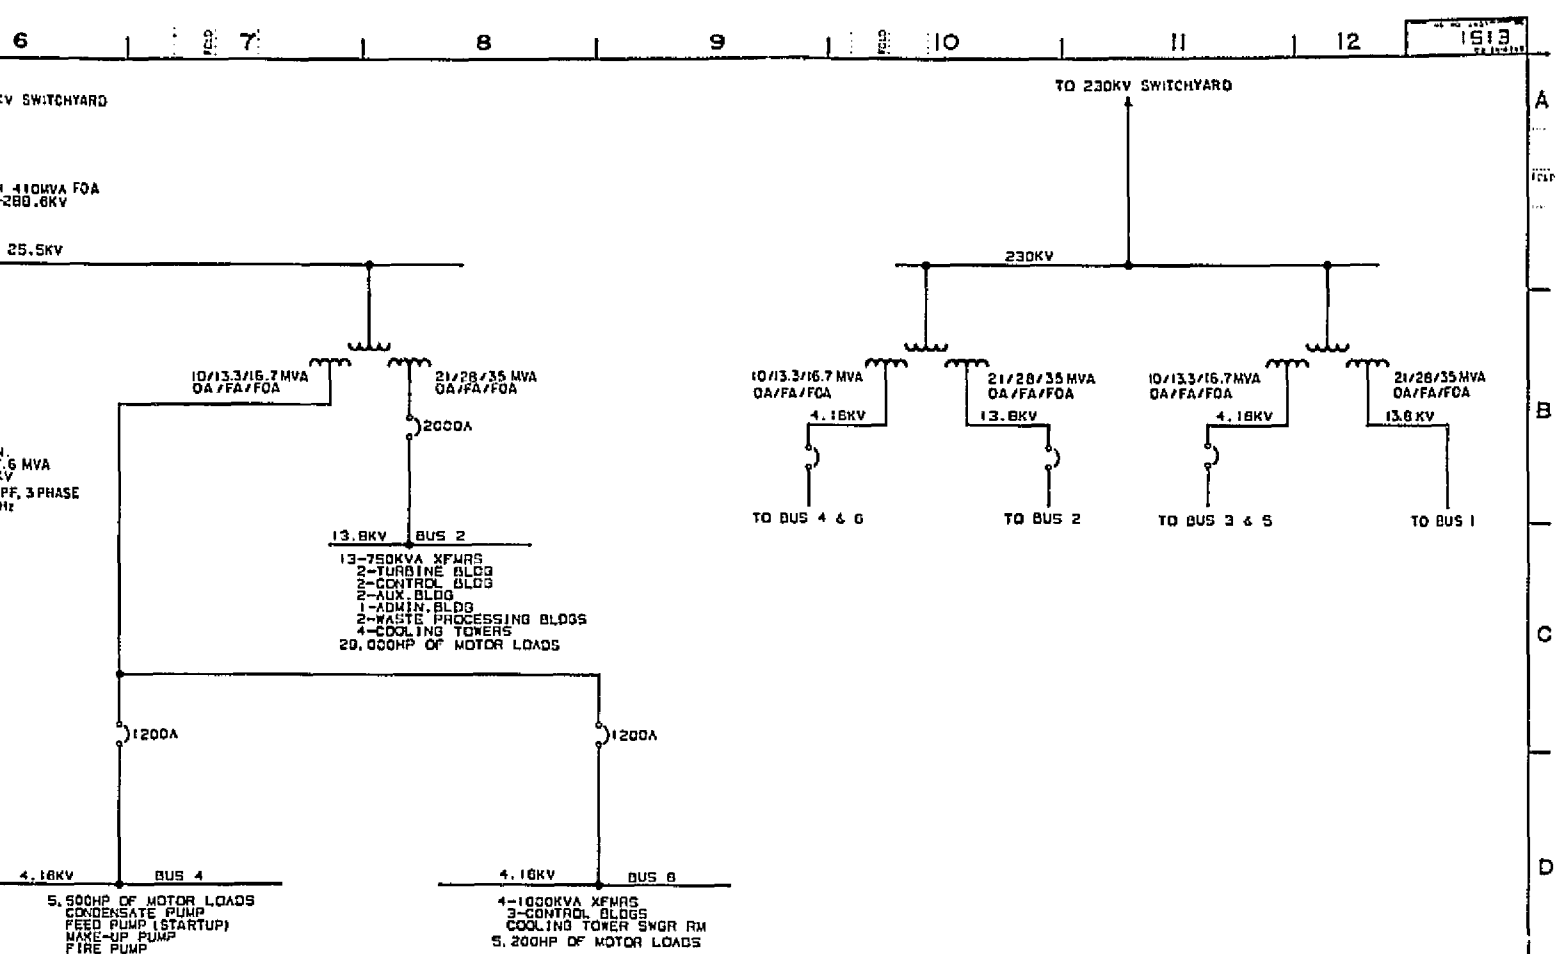 6 7 8 9 10 11 12
1513
A
KV SWITCHYARD
TO 230KV SWITCHYARD
410MVA FOA
-280.6KV
25.5KV
230KV
10/13.3/16.7 MVA
OA/FA/FOA
21/28/35 MVA
OA/FA/FOA
2000A
10/13.3/16.7 MVA
OA/FA/FOA
4.16KV
21/28/35MVA
OA/FA/FOA
13.8KV
10/13.3/16.7MVA
OA/FA/FOA
4.16KV
21/28/35MVA
OA/FA/FOA
13.8 KV
B
.6 MVA
KV
PF, 3 PHASE
Hz
TO BUS 4 & 6
TO BUS 2
TO BUS 3 & 5
TO BUS 1
13.8KV BUS 2
13-750KVA XFMRS
2-TURBINE BLDG
2-CONTROL BLDG
2-AUX.BLDG
1-ADMIN.BLDG
2-WASTE PROCESSING BLDGS
4-COOLING TOWERS
20,000HP OF MOTOR LOADS
C
1200A
1200A
D
4.16KV BUS 4
5,500HP OF MOTOR LOADS
CONDENSATE PUMP
FEED PUMP (STARTUP)
MAKE-UP PUMP
FIRE PUMP
4.16KV BUS 6
4-1000KVA XFMRS
3-CONTROL BLDGS
COOLING TOWER SWGR RM
5,200HP OF MOTOR LOADS